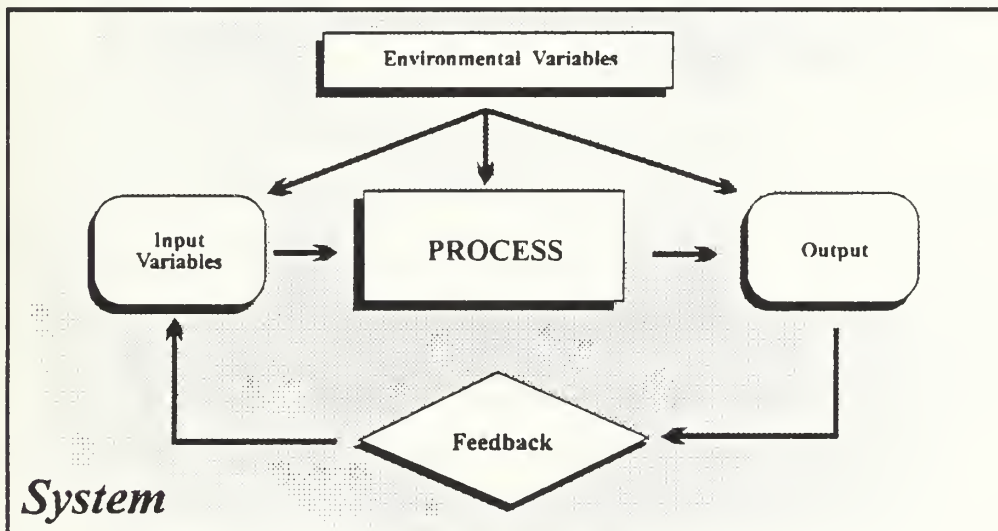 Environmental Variables
Input
Variables
PROCESS
Output
Feedback
System